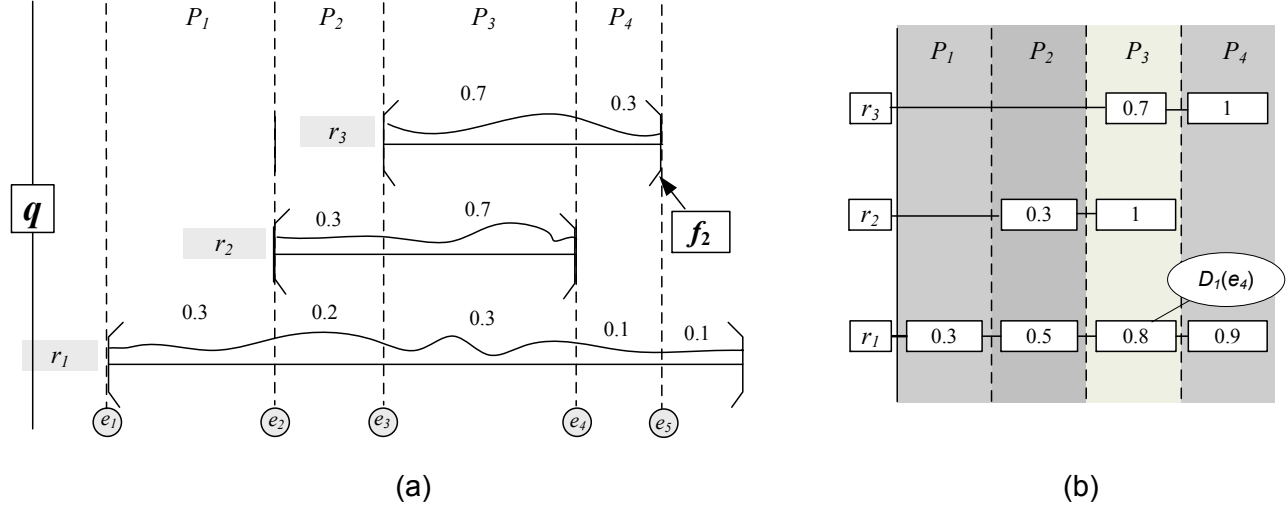 P1 P2 P3 P4
0.7 0.3
r3
q
f2
0.3 0.7
r2
0.3 0.2 0.3 0.1 0.1
r1
e1 e2 e3 e4 e5
(a)
P1 P2 P3 P4
r3 0.7 1
r2 0.3 1
D1(e4)
r1 0.3 0.5 0.8 0.9
(b)